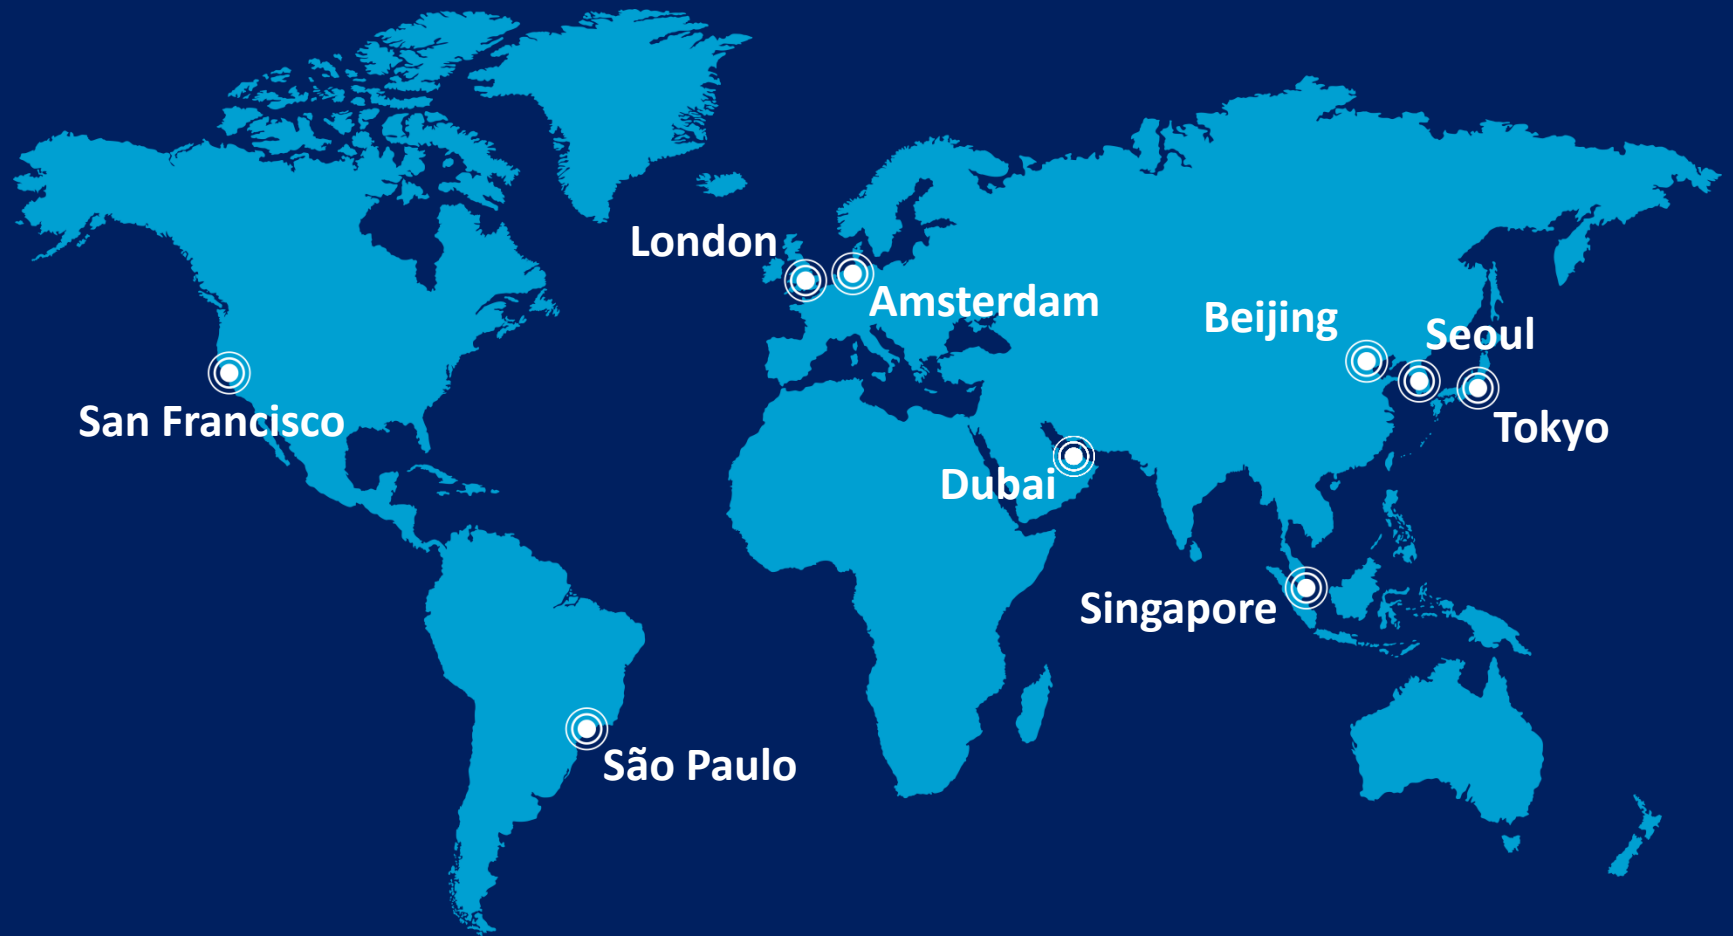 London
Amsterdam
Beijing
Seoul
San Francisco
Tokyo
Dubai
Singapore
São Paulo